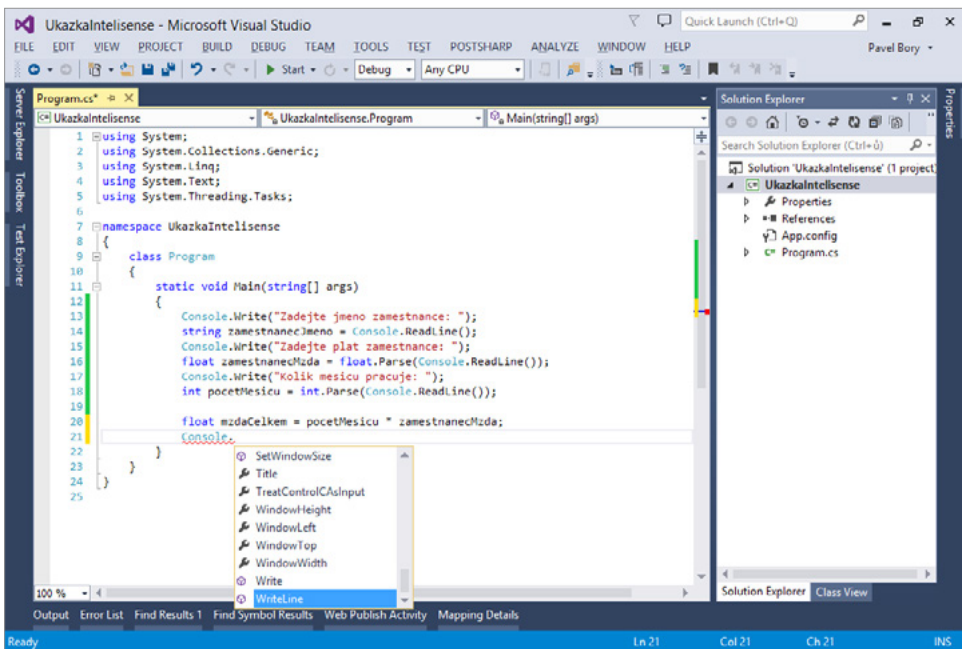 UkazkaIntelisense - Microsoft Visual Studio
Quick Launch (Ctrl+Q)
FILE EDIT VIEW PROJECT BUILD DEBUG TEAM TOOLS TEST POSTSHARP ANALYZE WINDOW HELP
Pavel Bory
Start Debug Any CPU
Server Explorer
Toolbox
Test Explorer
Program.cs*
UkazkaIntelisense UkazkaIntelisense.Program Main(string[] args)
1 using System;
2 using System.Collections.Generic;
3 using System.Linq;
4 using System.Text;
5 using System.Threading.Tasks;
6
7 namespace UkazkaIntelisense
8 {
9 class Program
10 {
11 static void Main(string[] args)
12 {
13 Console.Write("Zadejte jmeno zamestnance: ");
14 string zamestnanecJmeno = Console.ReadLine();
15 Console.Write("Zadejte plat zamestnance: ");
16 float zamestnanecMzda = float.Parse(Console.ReadLine());
17 Console.Write("Kolik mesicu pracuje: ");
18 int pocetMesicu = int.Parse(Console.ReadLine());
19
20 float mzdaCelkem = pocetMesicu * zamestnanecMzda;
21 Console.
22 }
23 }
24 }
25
SetWindowSize
Title
TreatControlCAsInput
WindowHeight
WindowLeft
WindowTop
WindowWidth
Write
WriteLine
100 %
Solution Explorer
Search Solution Explorer (Ctrl+ů)
Solution 'UkazkaIntelisense' (1 project)
UkazkaIntelisense
Properties
References
App.config
C# Program.cs
Solution Explorer Class View
Properties
Output Error List Find Results 1 Find Symbol Results Web Publish Activity Mapping Details
Ready Ln 21 Col 21 Ch 21 INS